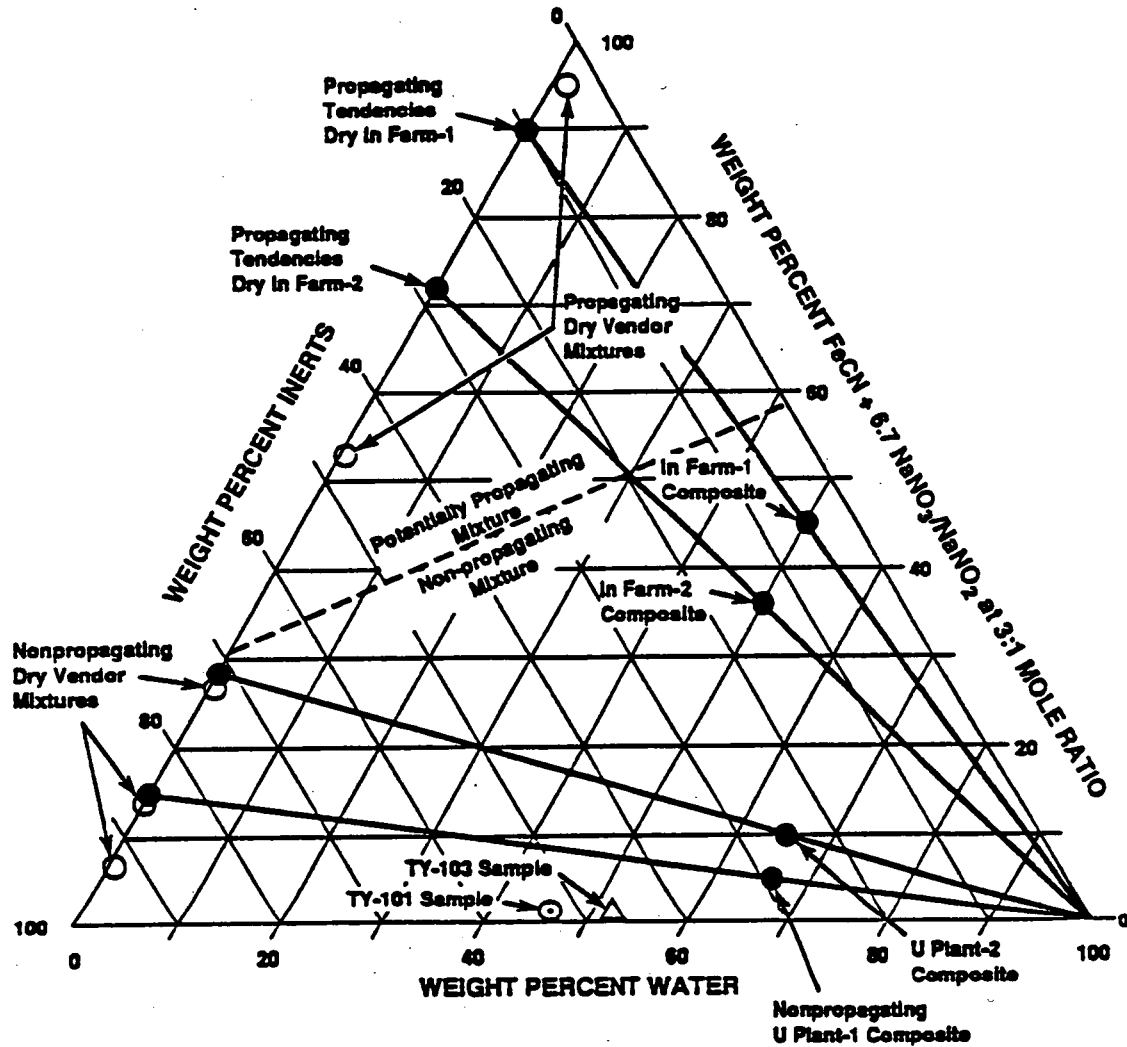 0
100
Propagating
Tendencies
Dry in Farm-1
20
80
Propagating
Tendencies
Dry in Farm-2
Propagating
Dry Vendor
Mixtures
WEIGHT PERCENT INERTS
WEIGHT PERCENT FeCN + 6.7 NaNO3/NaNO2 at 3:1 MOLE RATIO
40
60
In Farm-1
Composite
Potentially Propagating
Mixture
Non-propagating
Mixture
60
40
In Farm-2
Composite
Nonpropagating
Dry Vendor
Mixtures
80
20
TY-103 Sample
TY-101 Sample
100
0
0
20
40
60
80
100
WEIGHT PERCENT WATER
U Plant-2
Composite
Nonpropagating
U Plant-1 Composite